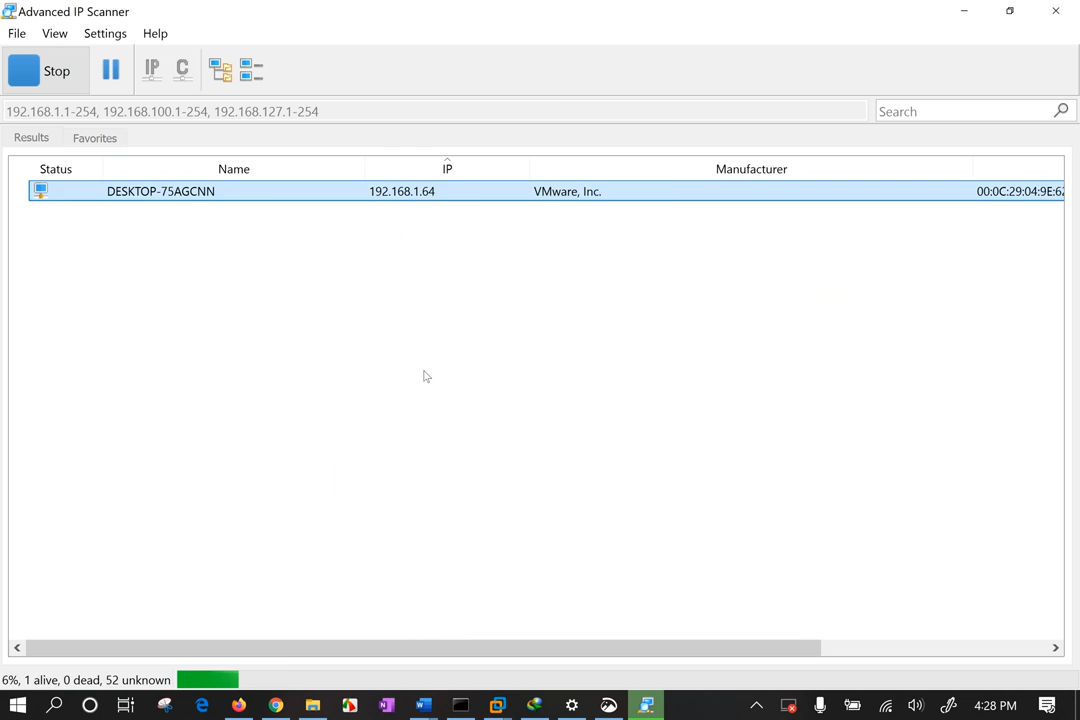 Advanced IP Scanner
File View Settings Help
Stop IP C
192.168.1.1-254, 192.168.100.1-254, 192.168.127.1-254 Search
Results Favorites
Status Name IP Manufacturer
DESKTOP-75AGCNN 192.168.1.64 VMware, Inc. 00:0C:29:04:9E:62
6%, 1 alive, 0 dead, 52 unknown
4:28 PM